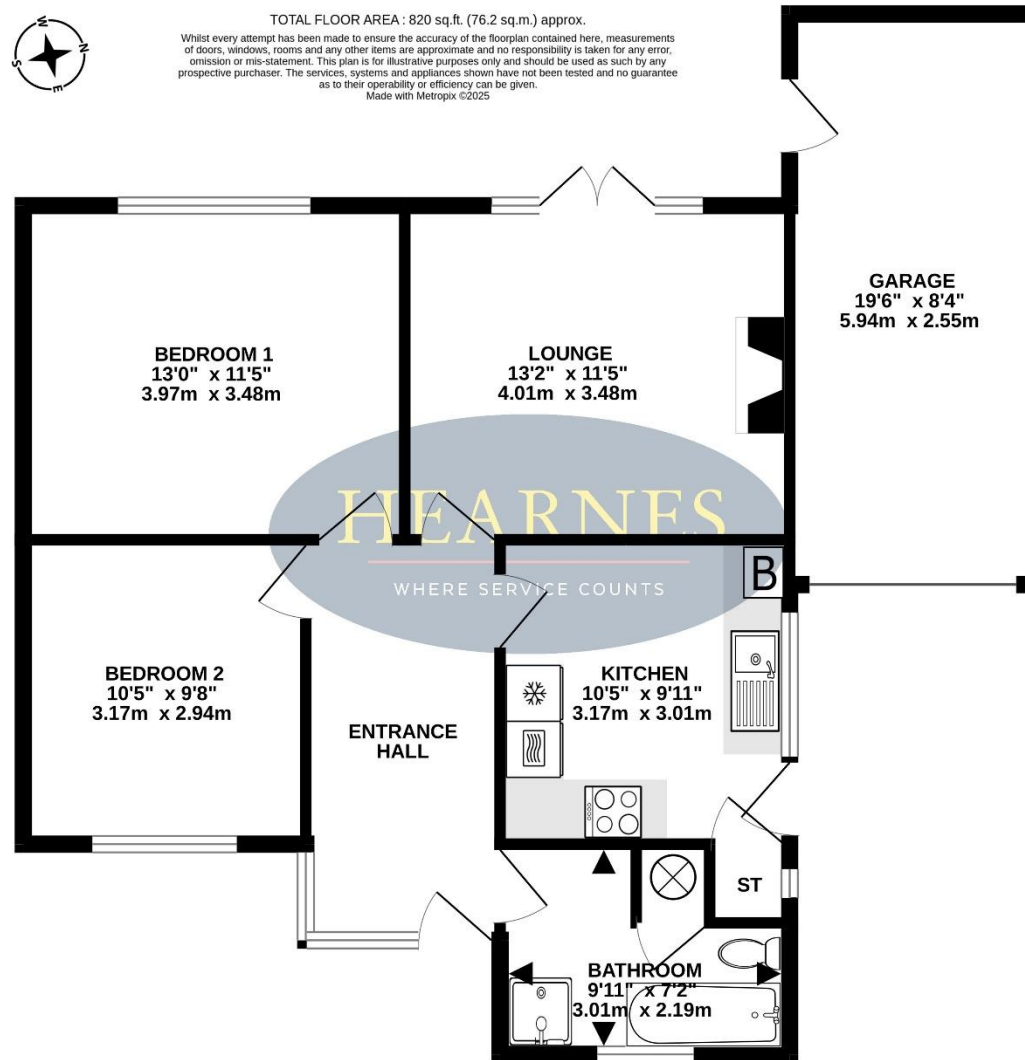 TOTAL FLOOR AREA : 820 sq.ft. (76.2 sq.m.) approx.
Whilst every attempt has been made to ensure the accuracy of the floorplan contained here, measurements
of doors, windows, rooms and any other items are approximate and no responsibility is taken for any error,
omission or mis-statement. This plan is for illustrative purposes only and should be used as such by any
prospective purchaser. The services, systems and appliances shown have not been tested and no guarantee
as to their operability or efficiency can be given.
Made with Metropix ©2025
W
N
S
E
GARAGE
19'6" x 8'4"
5.94m x 2.55m
BEDROOM 1
13'0" x 11'5"
3.97m x 3.48m
LOUNGE
13'2" x 11'5"
4.01m x 3.48m
HEARNES
WHERE SERVICE COUNTS
B
BEDROOM 2
10'5" x 9'8"
3.17m x 2.94m
KITCHEN
10'5" x 9'11"
3.17m x 3.01m
ENTRANCE
HALL
ST
BATHROOM
9'11" x 7'2"
3.01m x 2.19m